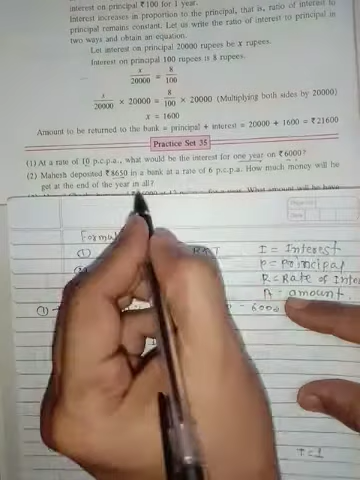 interest on principal ₹100 for 1 year.
Interest increases in proportion to the principal, that is, ratio of interest to
principal remains constant. Let us write the ratio of interest to principal in
two ways and obtain an equation.
Let interest on principal 20000 rupees be x rupees.
Interest on principal 100 rupees is 8 rupees.
x/20000 = 8/100
x/20000 × 20000 = 8/100 × 20000 (Multiplying both sides by 20000)
x = 1600
Amount to be returned to the bank = principal + interest = 20000 + 1600 = ₹21600
Practice Set 35
(1) At a rate of 10 p.c.p.a., what would be the interest for one year on ₹6000?
(2) Mahesh deposited ₹8650 in a bank at a rate of 6 p.c.p.a. How much money will be
get at the end of the year in all?
Formu
(1) I = Interest
P = Principal
R = Rate of Inte
A = amount
(1) = 6000
T = 1